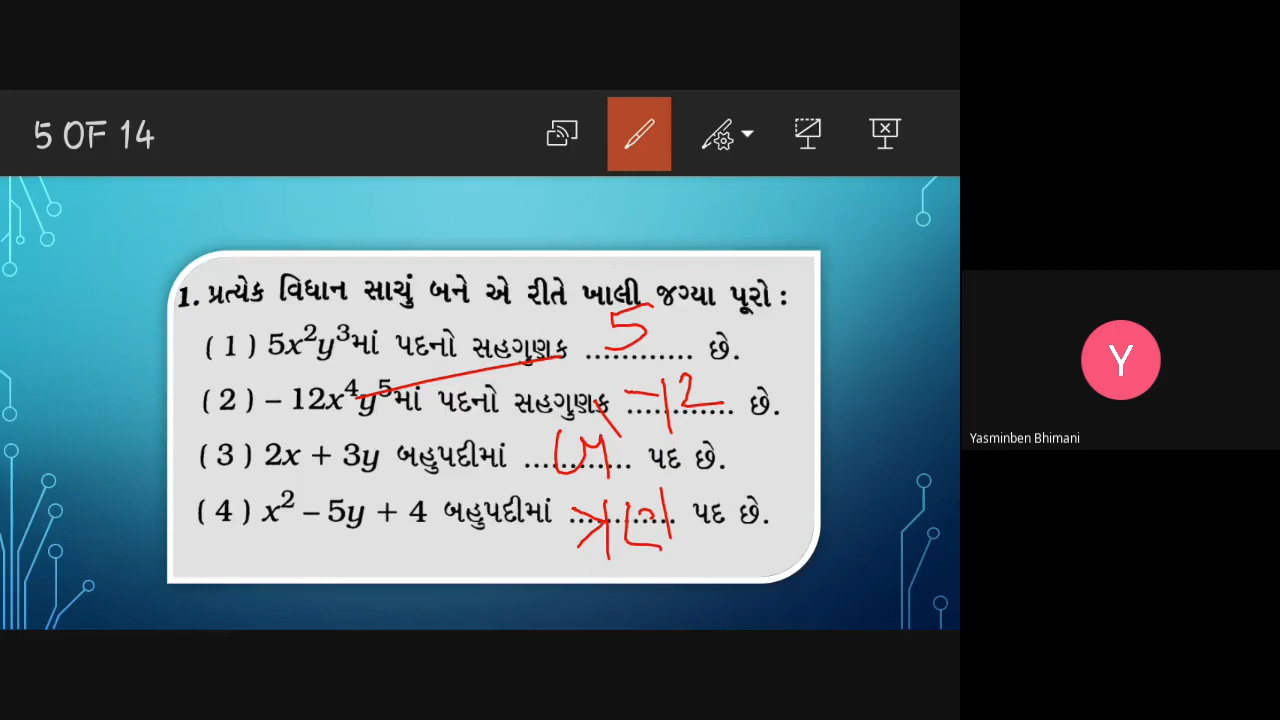 5 OF 14
1. પ્રત્યેક વિધાન સાચું બને એ રીતે ખાલી જગ્યા પૂરો :
( 1 ) 5x²y³માં પદનો સહગુણક ............ છે. 5
( 2 ) – 12x⁴y⁵માં પદનો સહગુણક ............ છે. -12
( 3 ) 2x + 3y બહુપદીમાં ............ પદ છે.
( 4 ) x² – 5y + 4 બહુપદીમાં ............ પદ છે.
Y
Yasminben Bhimani